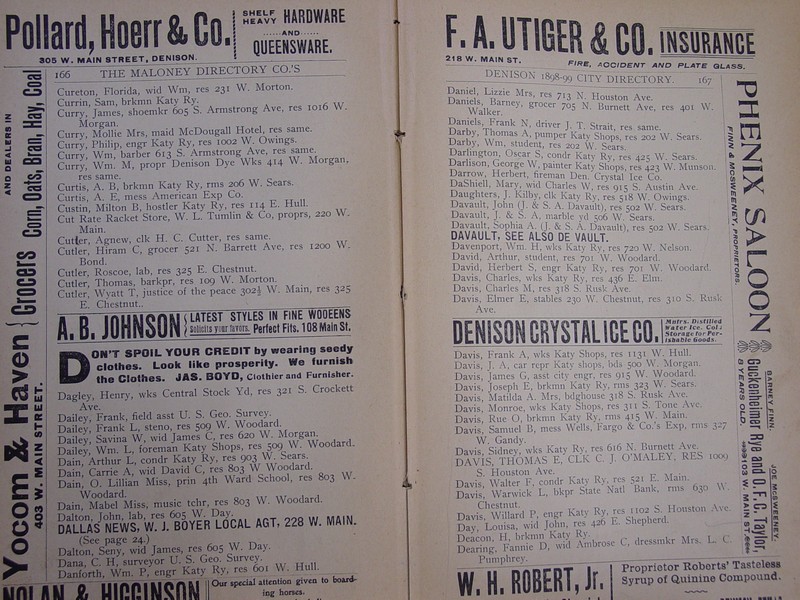 Pollard, Hoerr & Co. SHELF HEAVY HARDWARE
......AND......
QUEENSWARE.
305 W. MAIN STREET, DENISON.
166 THE MALONEY DIRECTORY CO.'S
Cureton, Florida, wid Wm, res 231 W. Morton.
Currin, Sam, brkmn Katy Ry.
Curry, James, shoemkr 605 S. Armstrong Ave, res 1016 W.
Morgan.
Curry, Mollie Mrs, maid McDougall Hotel, res same.
Curry, Philip, engr Katy Ry, res 1002 W. Owings.
Curry, Wm, barber 613 S. Armstrong Ave, res same.
Curry, Wm. M, propr Denison Dye Wks 414 W. Morgan,
res same.
Curtis, A. B, brkmn Katy Ry, rms 206 W. Sears.
Curtis, A. E, mess American Exp Co.
Custin, Milton B, hostler Katy Ry, res 114 E. Hull.
Cut Rate Racket Store, W. L. Tumlin & Co, proprs, 220 W.
Main.
Cutler, Agnew, clk H. C. Cutter, res same.
Cutler, Hiram C, grocer 521 N. Barrett Ave, res 1200 W.
Bond.
Cutler, Roscoe, lab, res 325 E. Chestnut.
Cutler, Thomas, barkpr, res 109 W. Morton.
Cutler, Wyatt T, justice of the peace 302½ W. Main, res 325
E. Chestnut..
A. B. JOHNSON { LATEST STYLES IN FINE WOOENS
Solicits your favors. Perfect Fits. 108 Main St.
DON'T SPOIL YOUR CREDIT by wearing seedy
clothes. Look like prosperity. We furnish
the Clothes. JAS. BOYD, Clothier and Furnisher.
Dagley, Henry, wks Central Stock Yd, res 321 S. Crockett
Ave.
Dailey, Frank, field asst U. S. Geo. Survey.
Dailey, Frank L, steno, res 509 W. Woodard.
Dailey, Savina W, wid James C, res 620 W. Morgan.
Dailey, Wm. L, foreman Katy Shops, res 509 W. Woodard.
Dain, Arthur L, condr Katy Ry, res 903 W. Sears.
Dain, Carrie A, wid David C, res 803 W Woodard.
Dain, O. Lillian Miss, prin 4th Ward School, res 803 W.
Woodard.
Dain, Mabel Miss, music tchr, res 803 W. Woodard.
Dalton, John, lab, res 605 W. Day.
DALLAS NEWS, W. J. BOYER LOCAL AGT, 228 W. MAIN.
(See page 24.)
Dalton, Seny, wid James, res 605 W. Day.
Dana, C. H, surveyor U. S. Geo. Survey.
Danforth, Wm. P, engr Katy Ry, res 601 W. Hull.
NOLAN & HIGGINSON Our special attention given to board-
ing horses.
Yocom & Haven } Grocers AND DEALERS IN Corn, Oats, Bran, Hay, Coal
403 W. MAIN STREET.
F. A. UTIGER & CO. INSURANCE
218 W. MAIN ST. FIRE, ACCIDENT AND PLATE GLASS.
DENISON 1898-99 CITY DIRECTORY. 167
Daniel, Lizzie Mrs, res 713 N. Houston Ave.
Daniels, Barney, grocer 705 N. Burnett Ave, res 401 W.
Walker.
Daniels, Frank N, driver J. T. Strait, res same.
Darby, Thomas A, pumper Katy Shops, res 202 W. Sears.
Darby, Wm, student, res 202 W. Sears.
Darlington, Oscar S, condr Katy Ry, res 425 W. Sears.
Darlison, George W, painter Katy Shops, res 423 W. Munson.
Darrow, Herbert, fireman Den. Crystal Ice Co.
DaShiell, Mary, wid Charles W, res 915 S. Austin Ave.
Daughters, J. Kilby, clk Katy Ry, res 518 W. Owings.
Davault, John (J. & S. A. Davault), res 502 W. Sears.
Davault, J. & S. A. marble yd 506 W. Sears.
Davault, Sophia A. (J. & S. A. Davault), res 502 W. Sears.
DAVAULT, SEE ALSO DE VAULT.
Davenport, Wm. H, wks Katy Ry, res 720 W. Nelson.
David, Arthur, student, res 701 W. Woodard.
David, Herbert S, engr Katy Ry, res 701 W. Woodard.
Davis, Charles, wks Katy Ry, res 436 E. Elm.
Davis, Charles M, res 318 S. Rusk Ave.
Davis, Elmer E, stables 230 W. Chestnut, res 310 S. Rusk
Ave.
DENISON CRYSTAL ICE CO. Mnfrs. Distilled
Water Ice. Col;
Storage for Per-
ishable Goods.
Davis, Frank A, wks Katy Shops, res 1131 W. Hull.
Davis, J. A, car repr Katy shops, bds 500 W. Morgan.
Davis, James G, asst city engr, res 915 W. Woodard.
Davis, Joseph E, brkmn Katy Ry, rms 323 W. Sears.
Davis, Matilda A. Mrs, bdghouse 318 S. Rusk Ave.
Davis, Monroe, wks Katy Shops, res 311 S. Tone Ave.
Davis, Rue O, brkmn Katy Ry, rms 415 W. Main.
Davis, Samuel B, mess Wells, Fargo & Co.'s Exp, rms 327
W. Gandy.
Davis, Sidney, wks Katy Ry, res 616 N. Burnett Ave.
DAVIS, THOMAS E, CLK C. J. O'MALEY, RES 1009
S. Houston Ave.
Davis, Walter F, condr Katy Ry, res 521 E. Main.
Davis, Warwick L, bkpr State Natl Bank, rms 630 W.
Chestnut.
Davis, Willard P, engr Katy Ry, res 1102 S. Houston Ave.
Day, Louisa, wid John, res 426 E. Shepherd.
Deacon, H, brkmn Katy Ry.
Dearing, Fannie D, wid Ambrose C, dressmkr Mrs. L. C.
Pumphrey.
W. H. ROBERT, Jr. Proprietor Roberts' Tasteless
Syrup of Quinine Compound.
PHENIX SALOON
FINN & McSWEENEY, PROPRIETORS.
BARNEY FINN. JOE McSWEENEY.
Guckenheimer Rye and O. F. C. Taylor,
8 YEARS OLD. 103 W. MAIN ST.